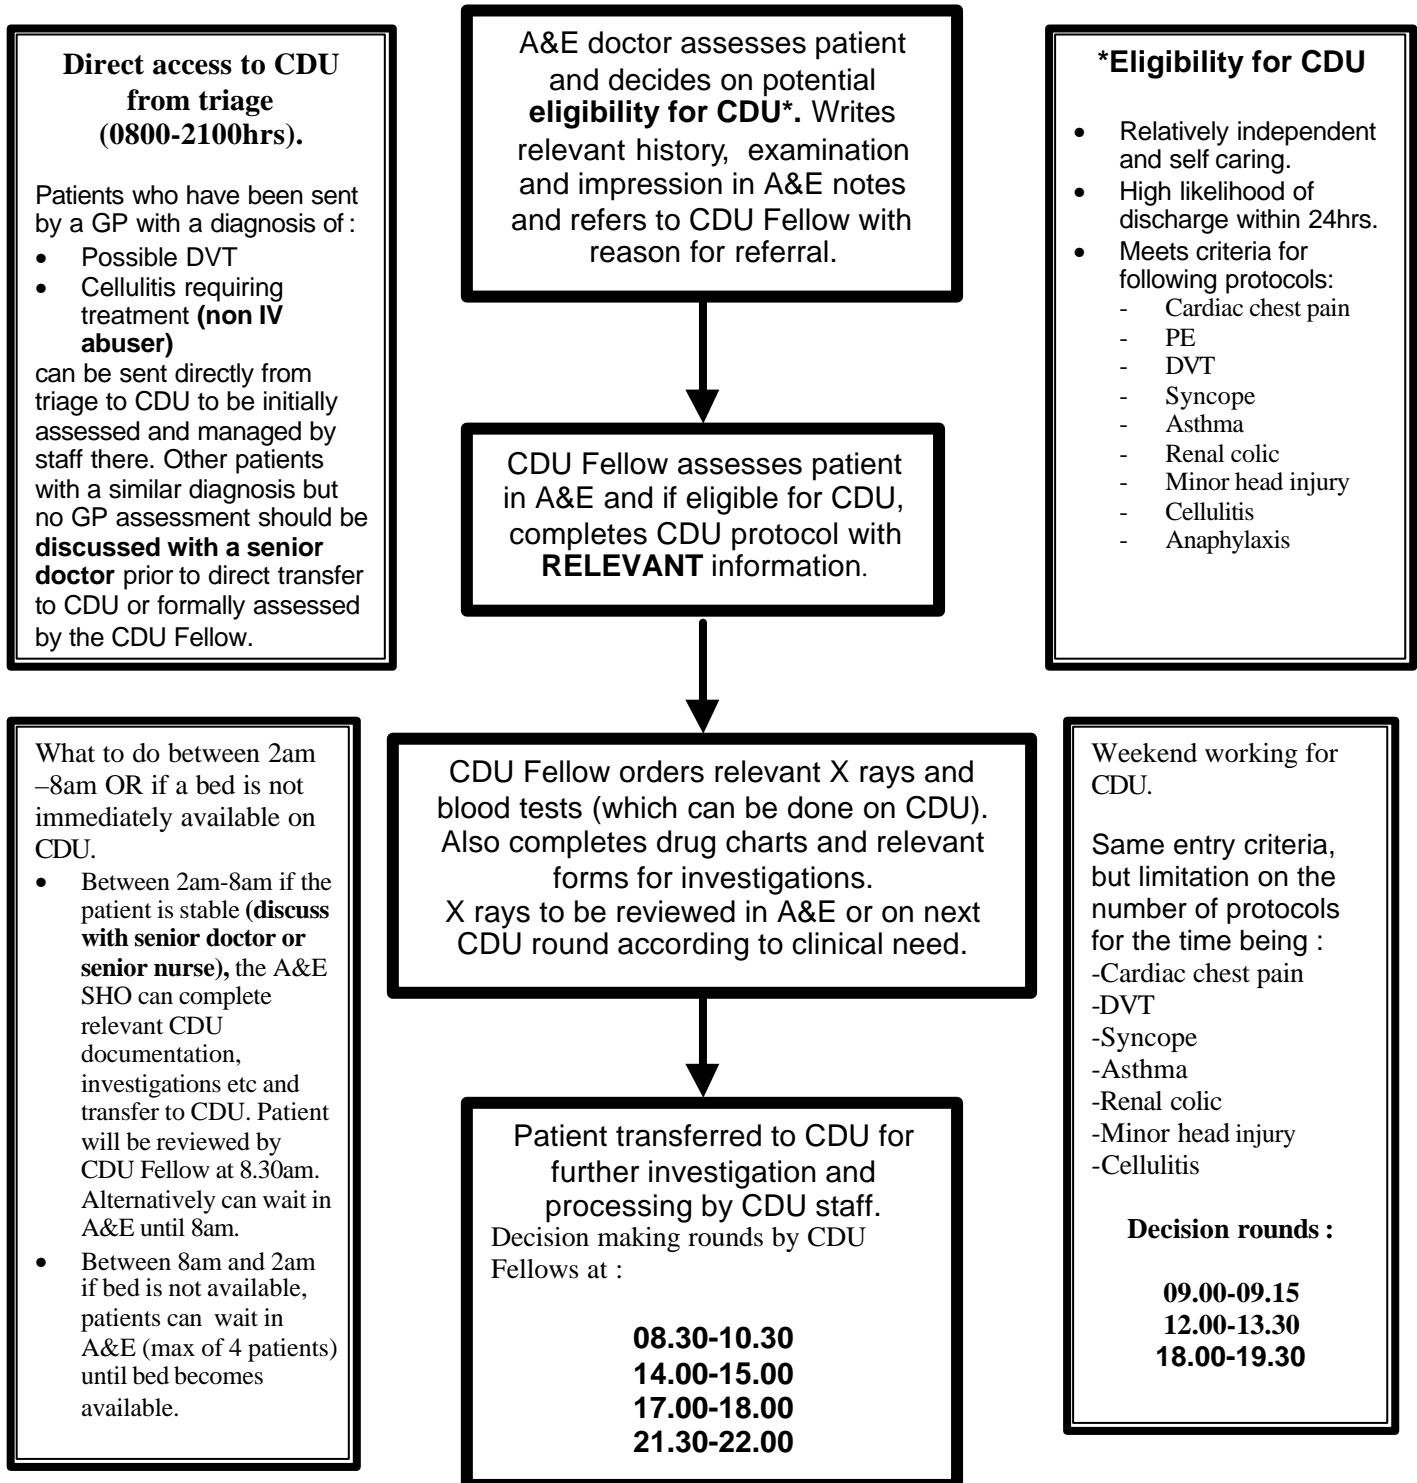 Direct access to CDU
from triage
(0800-2100hrs).
Patients who have been sent
by a GP with a diagnosis of :
• Possible DVT
• Cellulitis requiring
treatment (non IV
abuser)
can be sent directly from
triage to CDU to be initially
assessed and managed by
staff there. Other patients
with a similar diagnosis but
no GP assessment should be
discussed with a senior
doctor prior to direct transfer
to CDU or formally assessed
by the CDU Fellow.
A&E doctor assesses patient
and decides on potential
eligibility for CDU*. Writes
relevant history, examination
and impression in A&E notes
and refers to CDU Fellow with
reason for referral.
*Eligibility for CDU
• Relatively independent
and self caring.
• High likelihood of
discharge within 24hrs.
• Meets criteria for
following protocols:
- Cardiac chest pain
- PE
- DVT
- Syncope
- Asthma
- Renal colic
- Minor head injury
- Cellulitis
- Anaphylaxis
CDU Fellow assesses patient
in A&E and if eligible for CDU,
completes CDU protocol with
RELEVANT information.
What to do between 2am
–8am OR if a bed is not
immediately available on
CDU.
• Between 2am-8am if the
patient is stable (discuss
with senior doctor or
senior nurse), the A&E
SHO can complete
relevant CDU
documentation,
investigations etc and
transfer to CDU. Patient
will be reviewed by
CDU Fellow at 8.30am.
Alternatively can wait in
A&E until 8am.
• Between 8am and 2am
if bed is not available,
patients can wait in
A&E (max of 4 patients)
until bed becomes
available.
CDU Fellow orders relevant X rays and
blood tests (which can be done on CDU).
Also completes drug charts and relevant
forms for investigations.
X rays to be reviewed in A&E or on next
CDU round according to clinical need.
Patient transferred to CDU for
further investigation and
processing by CDU staff.
Decision making rounds by CDU
Fellows at :
08.30-10.30
14.00-15.00
17.00-18.00
21.30-22.00
Weekend working for
CDU.
Same entry criteria,
but limitation on the
number of protocols
for the time being :
-Cardiac chest pain
-DVT
-Syncope
-Asthma
-Renal colic
-Minor head injury
-Cellulitis
Decision rounds :
09.00-09.15
12.00-13.30
18.00-19.30